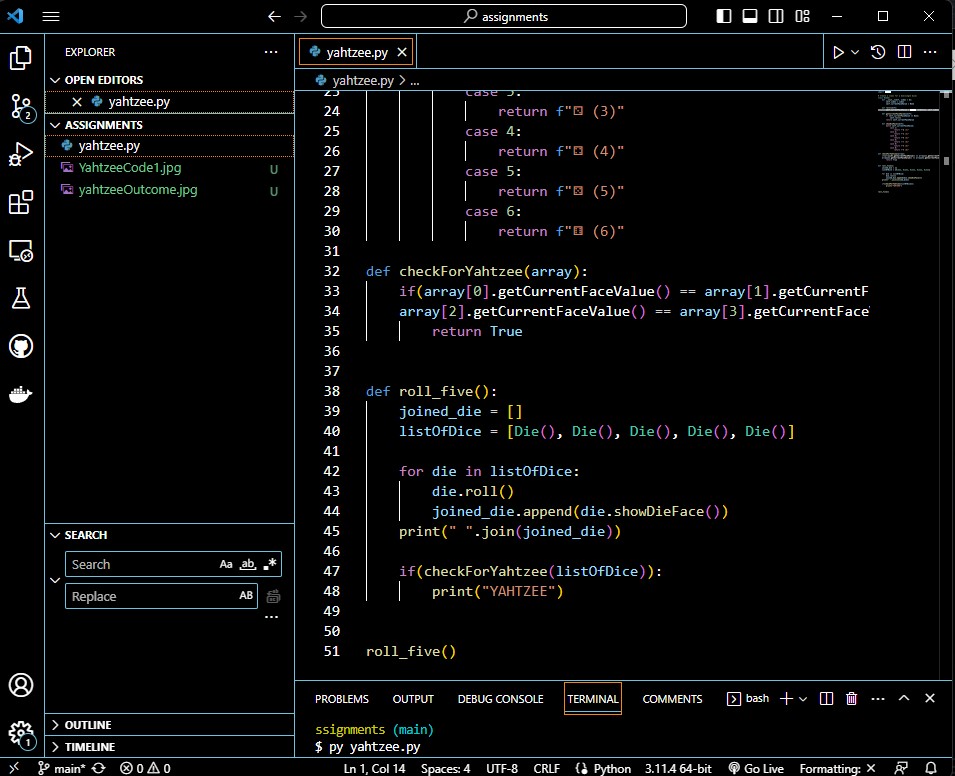 assignments
EXPLORER
OPEN EDITORS
yahtzee.py
ASSIGNMENTS
yahtzee.py
YahtzeeCode1.jpg U
yahtzeeOutcome.jpg U
SEARCH
Search Aa ab .*
Replace AB
OUTLINE
TIMELINE
2
1
yahtzee.py
yahtzee.py > ...
23 case 3:
24 return f"⚂ (3)"
25 case 4:
26 return f"⚃ (4)"
27 case 5:
28 return f"⚄ (5)"
29 case 6:
30 return f"⚅ (6)"
31
32 def checkForYahtzee(array):
33 if(array[0].getCurrentFaceValue() == array[1].getCurrentF
34 array[2].getCurrentFaceValue() == array[3].getCurrentFace
35 return True
36
37
38 def roll_five():
39 joined_die = []
40 listOfDice = [Die(), Die(), Die(), Die(), Die()]
41
42 for die in listOfDice:
43 die.roll()
44 joined_die.append(die.showDieFace())
45 print(" ".join(joined_die))
46
47 if(checkForYahtzee(listOfDice)):
48 print("YAHTZEE")
49
50
51 roll_five()
PROBLEMS OUTPUT DEBUG CONSOLE TERMINAL COMMENTS bash
ssignments (main)
$ py yahtzee.py
main* 0 0 Ln 1, Col 14 Spaces: 4 UTF-8 CRLF Python 3.11.4 64-bit Go Live Formatting: ×